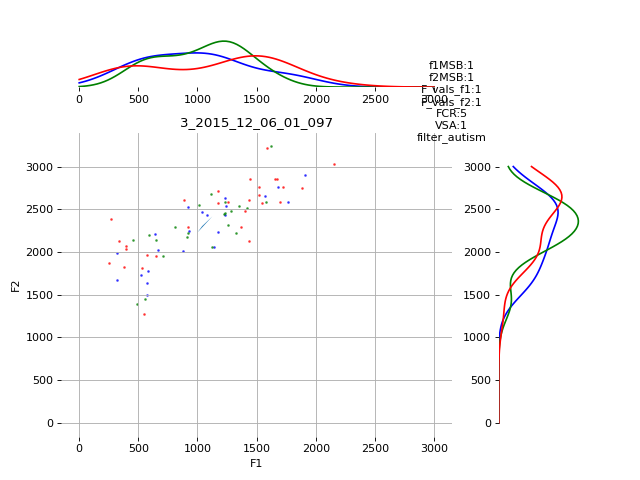 0 500 1000 1500 2000 2500 3000
f1MSB:1
f2MSB:1
F_vals_f1:1
F_vals_f2:1
FCR:5
VSA:1
filter_autism
3_2015_12_06_01_097
3000
2500
2000
1500
1000
500
0
F2
0 500 1000 1500 2000 2500 3000
F1
3000
2500
2000
1500
1000
500
0